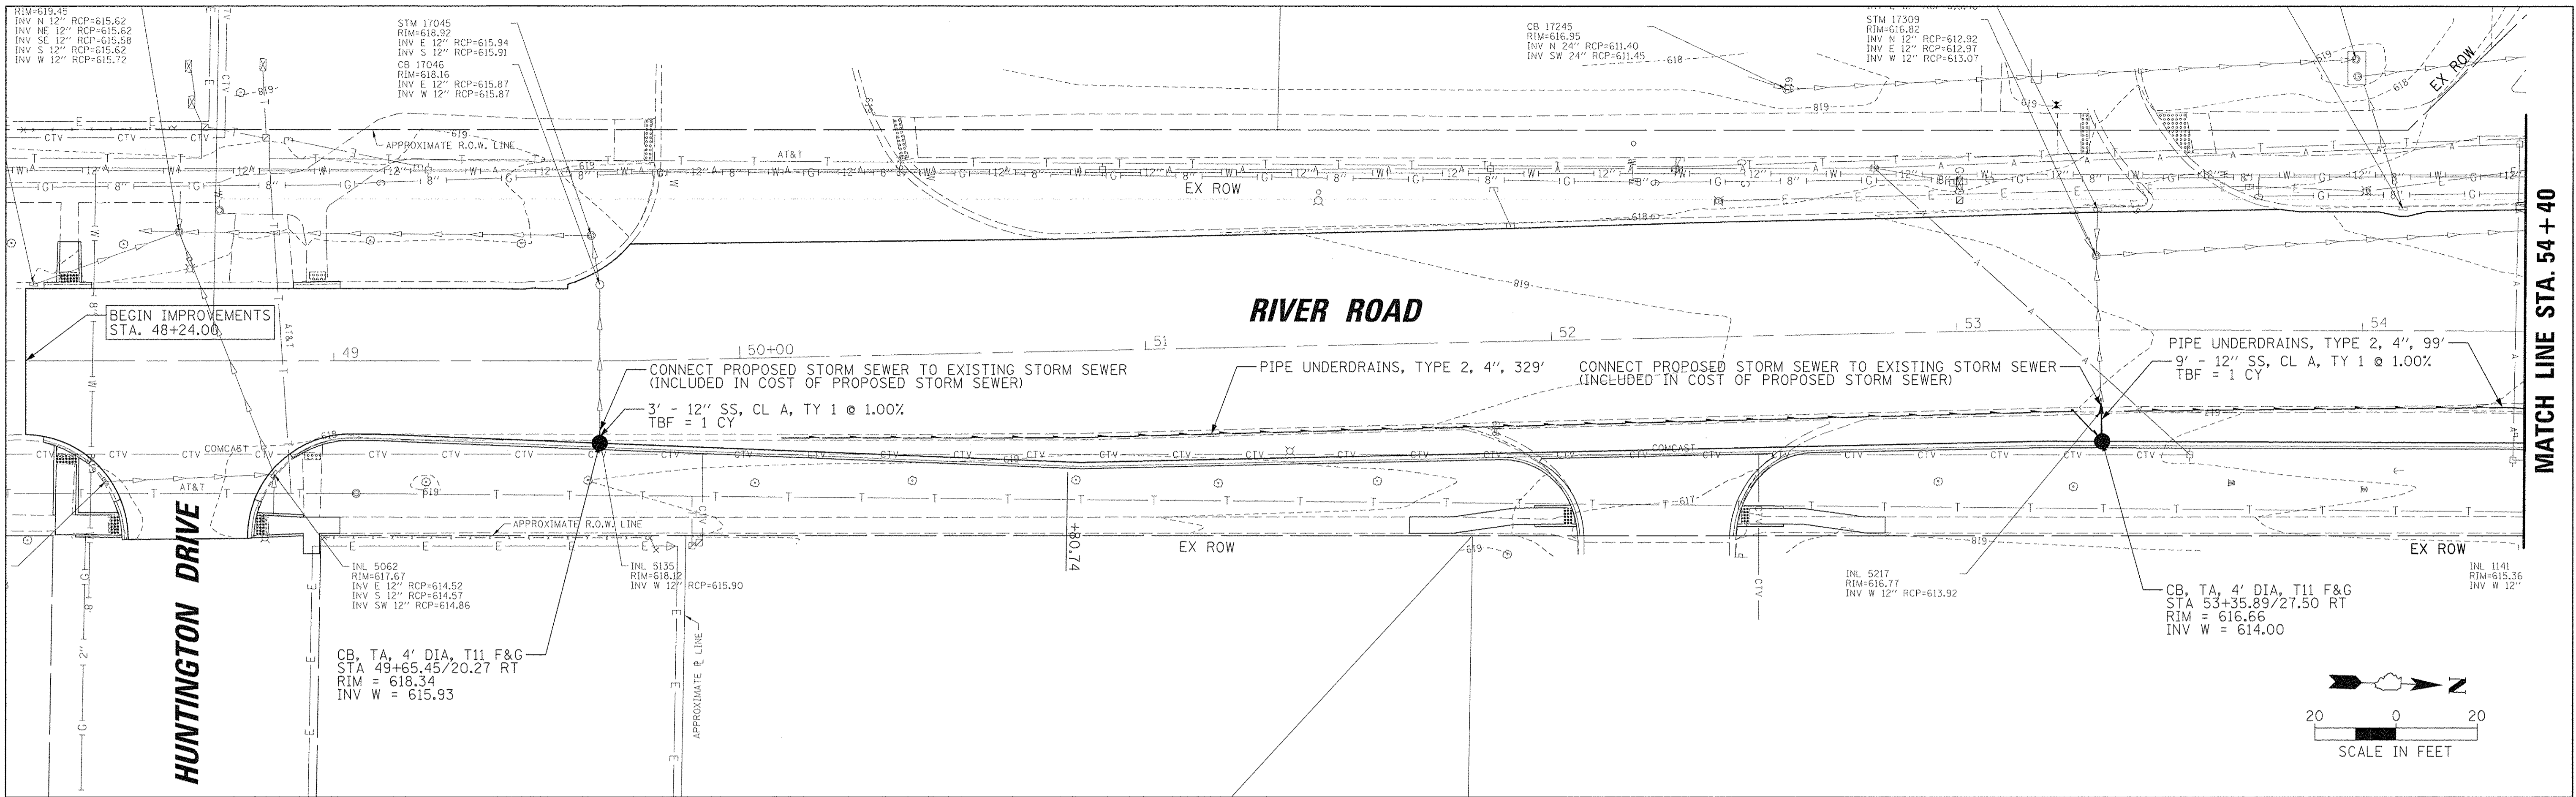 RIM=619.45
INV N 12" RCP=615.62
INV NE 12" RCP=615.62
INV SE 12" RCP=615.58
INV S 12" RCP=615.62
INV W 12" RCP=615.72
STM 17045
RIM=618.92
INV E 12" RCP=615.94
INV S 12" RCP=615.91
CB 17046
RIM=618.16
INV E 12" RCP=615.87
INV W 12" RCP=615.87
CB 17245
RIM=616.95
INV N 24" RCP=611.40
INV SW 24" RCP=611.45
STM 17309
RIM=616.82
INV N 12" RCP=612.92
INV E 12" RCP=612.97
INV W 12" RCP=613.07
EX ROW
APPROXIMATE R.O.W. LINE
AT&T
EX ROW
BEGIN IMPROVEMENTS
STA. 48+24.00
AT&T
RIVER ROAD
49
50+00
51
52
53
54
MATCH LINE STA. 54+40
CONNECT PROPOSED STORM SEWER TO EXISTING STORM SEWER
(INCLUDED IN COST OF PROPOSED STORM SEWER)
3' - 12" SS, CL A, TY 1 @ 1.00%
TBF = 1 CY
PIPE UNDERDRAINS, TYPE 2, 4", 329'
CONNECT PROPOSED STORM SEWER TO EXISTING STORM SEWER
(INCLUDED IN COST OF PROPOSED STORM SEWER)
PIPE UNDERDRAINS, TYPE 2, 4", 99'
9' - 12" SS, CL A, TY 1 @ 1.00%
TBF = 1 CY
COMCAST
COMCAST
AT&T
HUNTINGTON DRIVE
APPROXIMATE R.O.W. LINE
+80.74
EX ROW
EX ROW
INL 5062
RIM=617.67
INV E 12" RCP=614.52
INV S 12" RCP=614.57
INV SW 12" RCP=614.86
INL 5135
RIM=618.12
INV W 12" RCP=615.90
INL 5217
RIM=616.77
INV W 12" RCP=613.92
INL 1141
RIM=615.36
INV W 12"
CB, TA, 4' DIA, T11 F&G
STA 49+65.45/20.27 RT
RIM = 618.34
INV W = 615.93
APPROXIMATE PL LINE
CB, TA, 4' DIA, T11 F&G
STA 53+35.89/27.50 RT
RIM = 616.66
INV W = 614.00
N
20 0 20
SCALE IN FEET